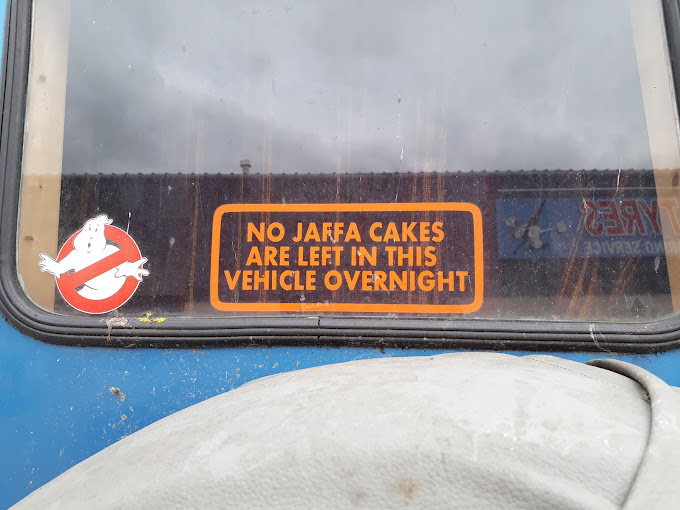 NO JAFFA CAKES
ARE LEFT IN THIS
VEHICLE OVERNIGHT
TYRES